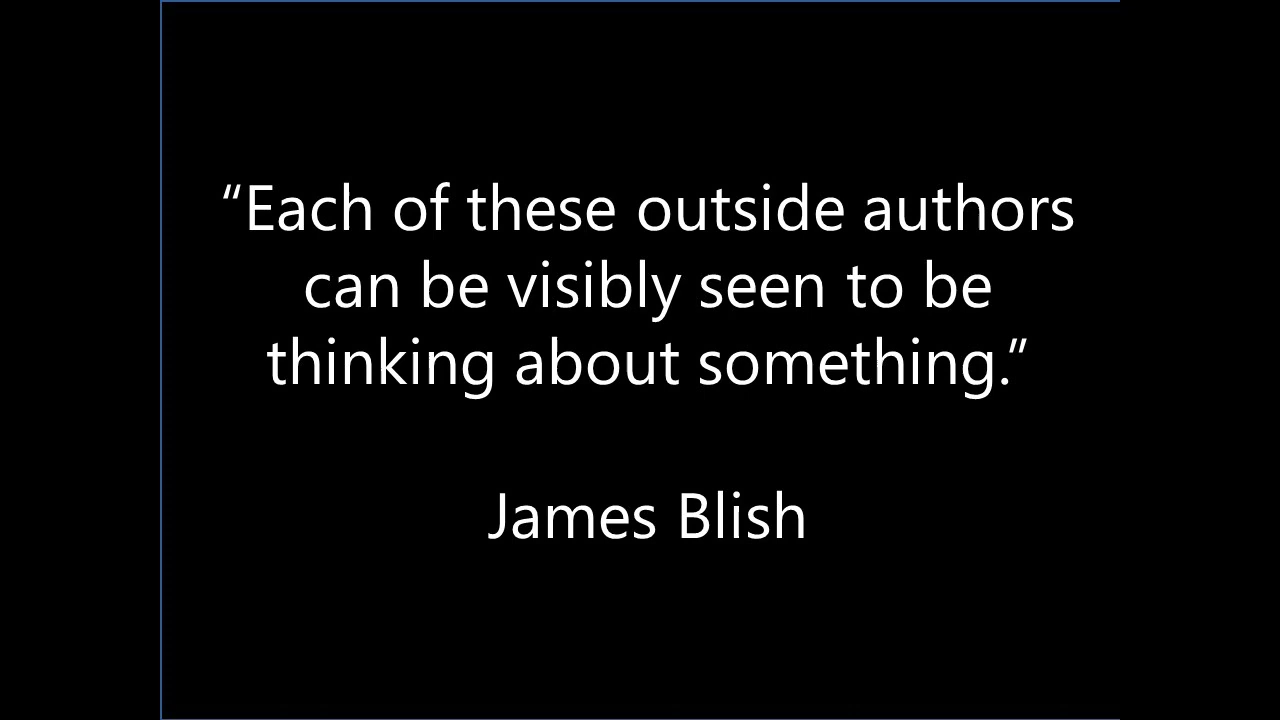 “Each of these outside authors
can be visibly seen to be
thinking about something.”
James Blish